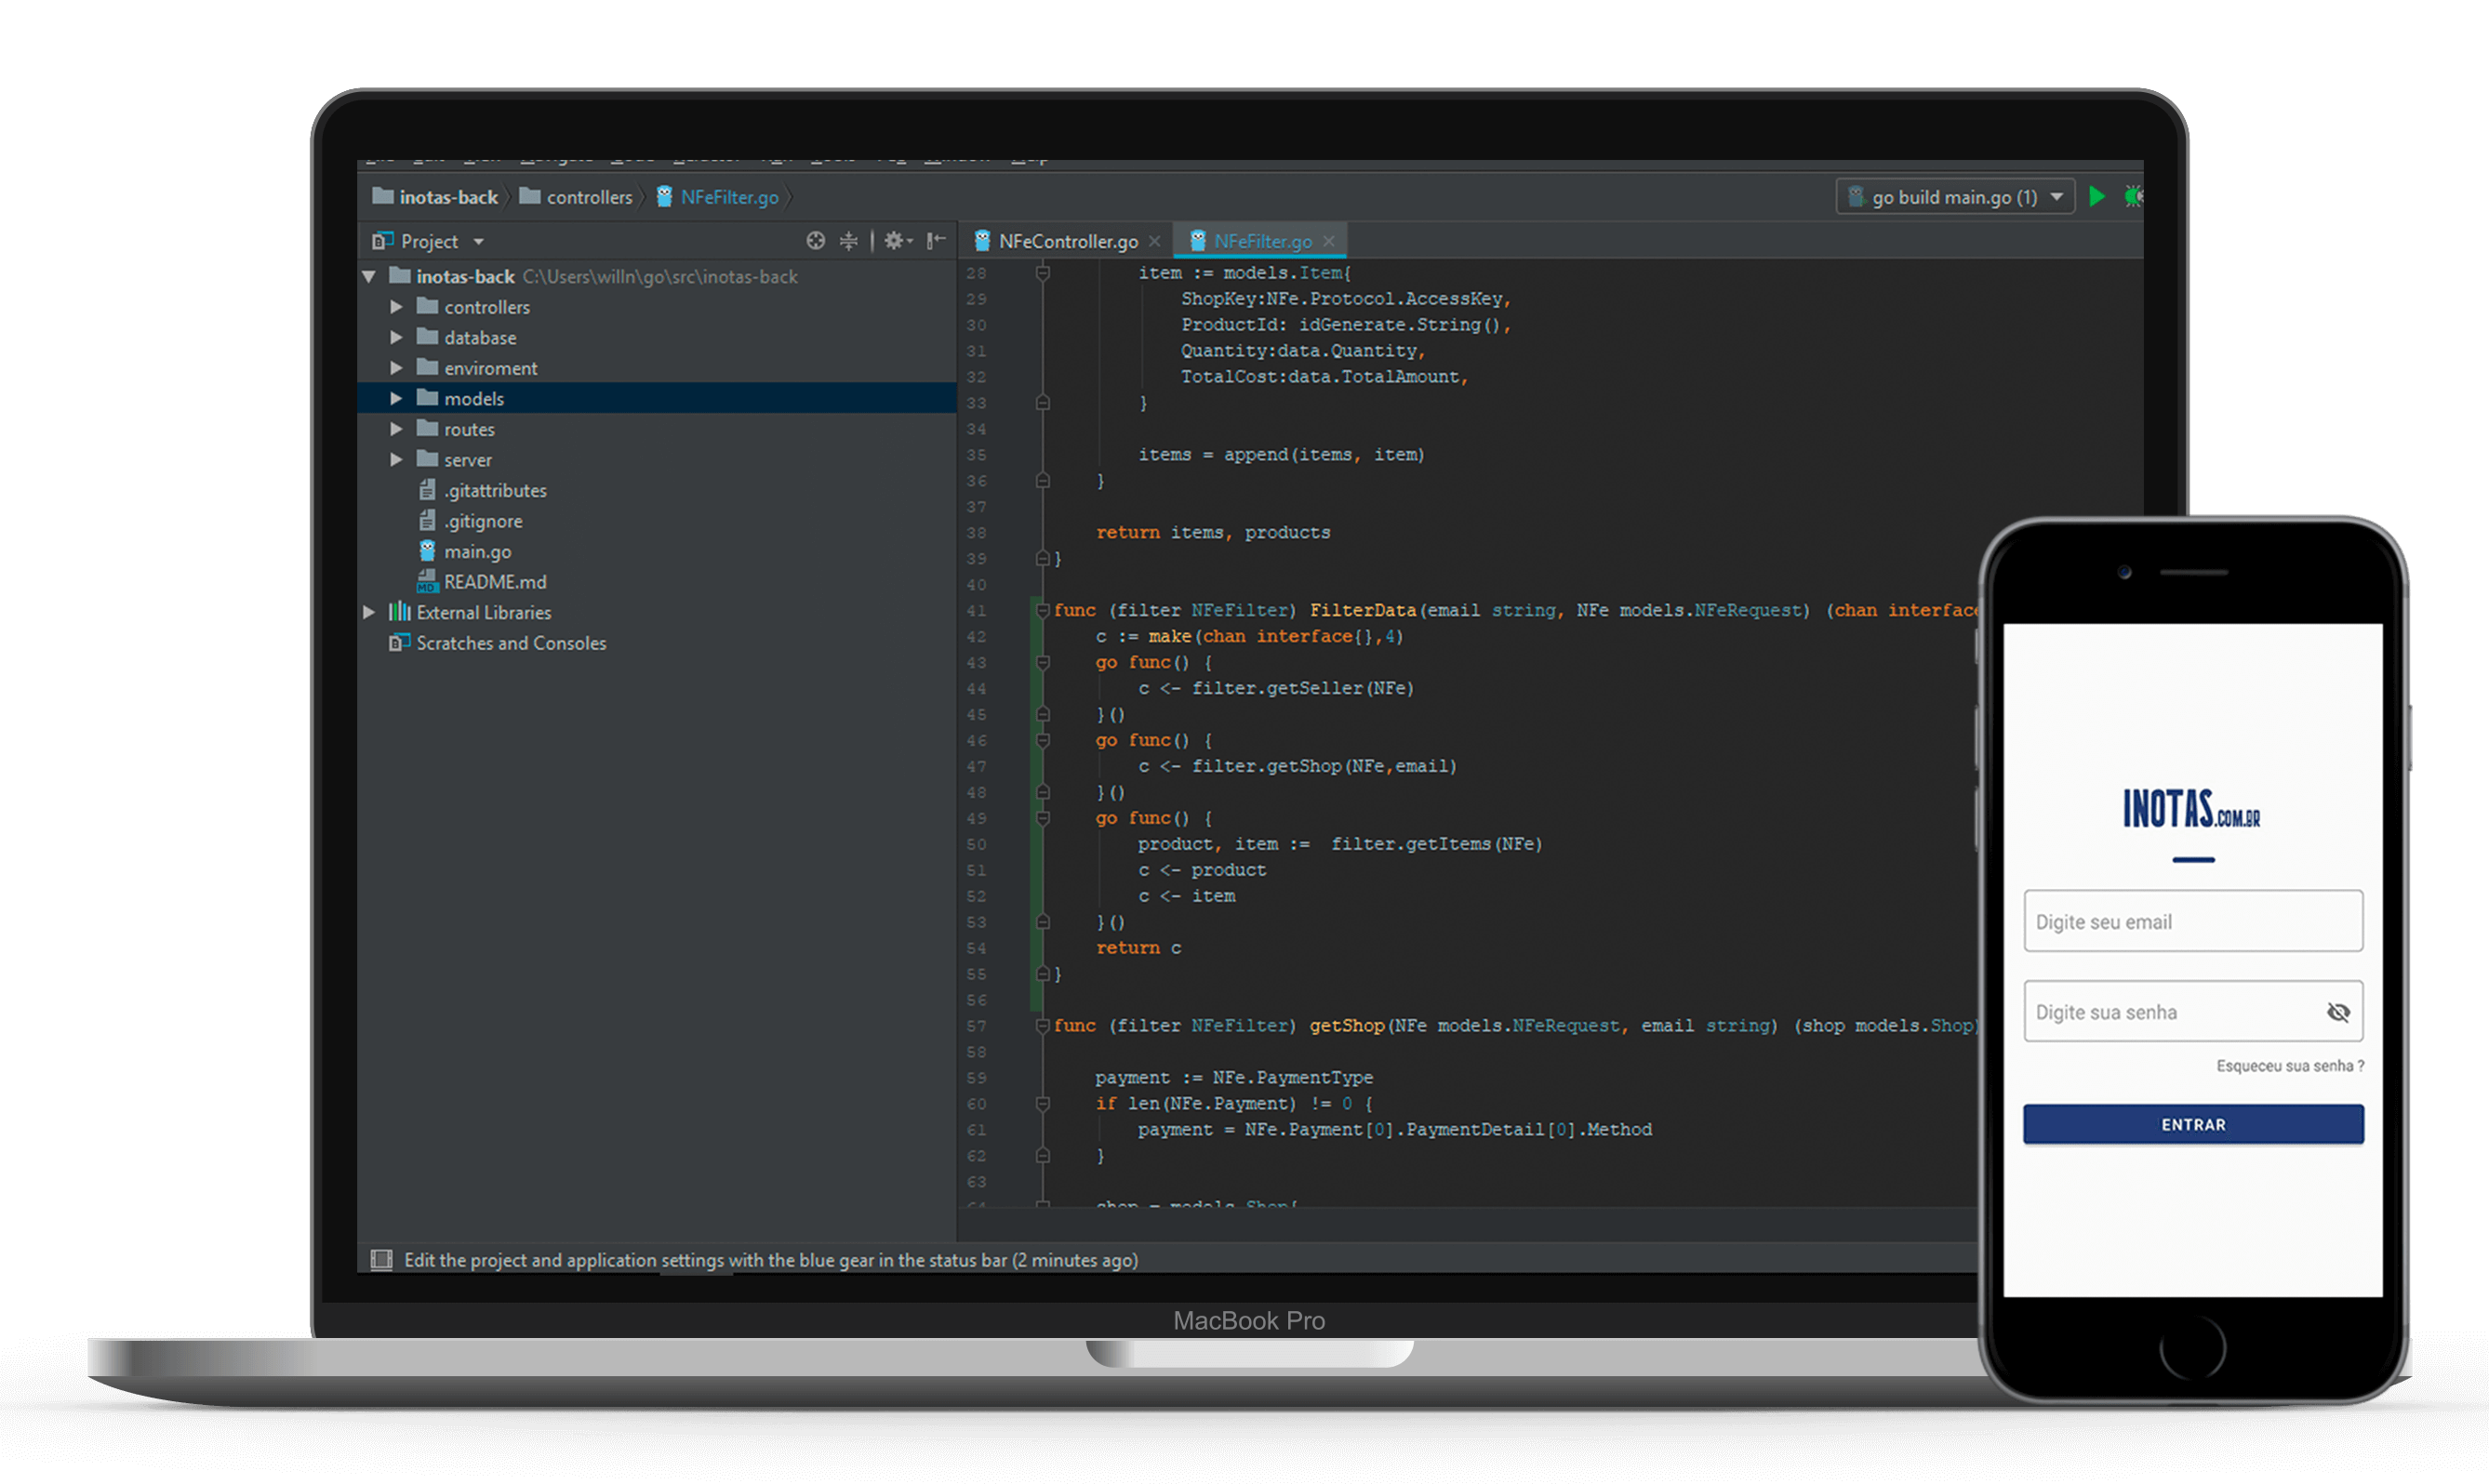 inotas-back controllers NFeFilter.go
go build main.go (1)
Project
NFeController.go NFeFilter.go
inotas-back C:\Users\willn\go\src\inotas-back
controllers
database
enviroment
models
routes
server
.gitattributes
.gitignore
main.go
README.md
External Libraries
Scratches and Consoles
28 item := models.Item{
29 ShopKey:NFe.Protocol.AccessKey,
30 ProductId: idGenerate.String(),
31 Quantity:data.Quantity,
32 TotalCost:data.TotalAmount,
33 }
34
35 items = append(items, item)
36 }
37
38 return items, products
39 }
40
41 func (filter NFeFilter) FilterData(email string, NFe models.NFeRequest) (chan interface
42 c := make(chan interface{},4)
43 go func() {
44 c <- filter.getSeller(NFe)
45 }()
46 go func() {
47 c <- filter.getShop(NFe,email)
48 }()
49 go func() {
50 product, item :=  filter.getItems(NFe)
51 c <- product
52 c <- item
53 }()
54 return c
55 }
56
57 func (filter NFeFilter) getShop(NFe models.NFeRequest, email string) (shop models.Shop)
58
59 payment := NFe.PaymentType
60 if len(NFe.Payment) != 0 {
61 payment = NFe.Payment[0].PaymentDetail[0].Method
62 }
63
64 shop = models.Shop{
Edit the project and application settings with the blue gear in the status bar (2 minutes ago)
MacBook Pro
INOTAS.COM.BR
Digite seu email
Digite sua senha
Esqueceu sua senha ?
ENTRAR